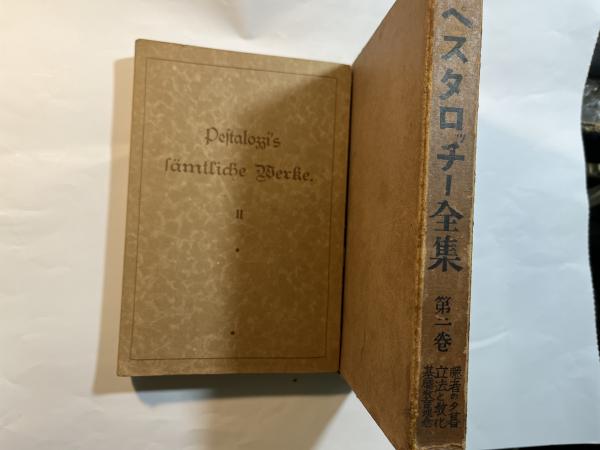 Pestalozzi's
sämtliche Werke.
II
ペスタロッチー全集
第二巻
隠者の夕暮
立法と教化